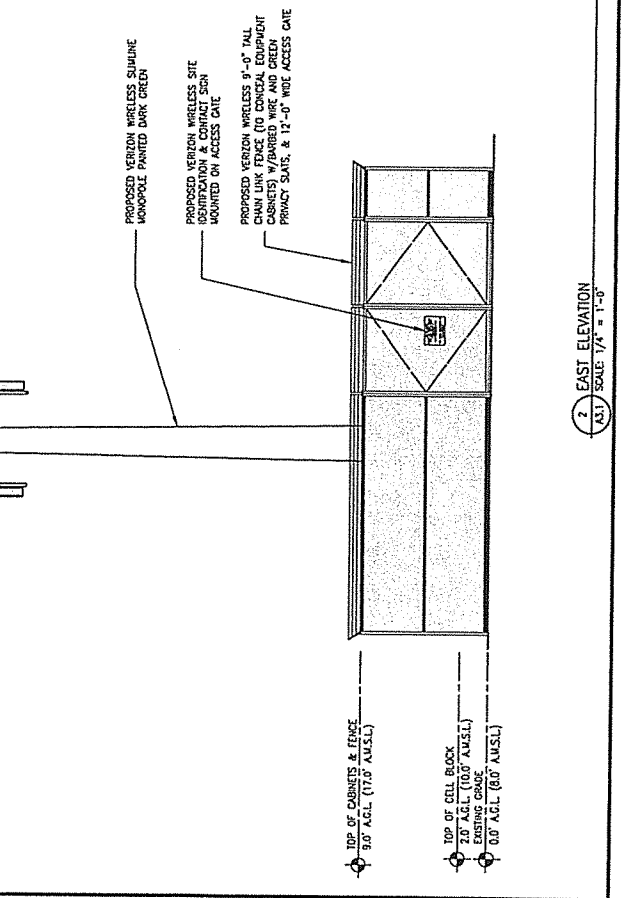 PROPOSED VERIZON WIRELESS SLIMLINE
MONOPOLE PAINTED DARK GREEN
PROPOSED VERIZON WIRELESS SITE
IDENTIFICATION & CONTACT SIGN
MOUNTED ON ACCESS GATE
PROPOSED VERIZON WIRELESS 9'-0" TALL
CHAIN LINK FENCE (TO CONCEAL EQUIPMENT
CABINETS) W/BARBED WIRE AND GREEN
PRIVACY SLATS, & 12'-0" WIDE ACCESS GATE
TOP OF CABINETS & FENCE
9.0' A.G.L. (17.0' A.M.S.L.)
TOP OF CELL BLOCK
2.0' A.G.L. (10.0' A.M.S.L.)
EXISTING GRADE
0.0' A.G.L. (8.0' A.M.S.L.)
2 EAST ELEVATION
A3.1 SCALE: 1/4" = 1'-0"